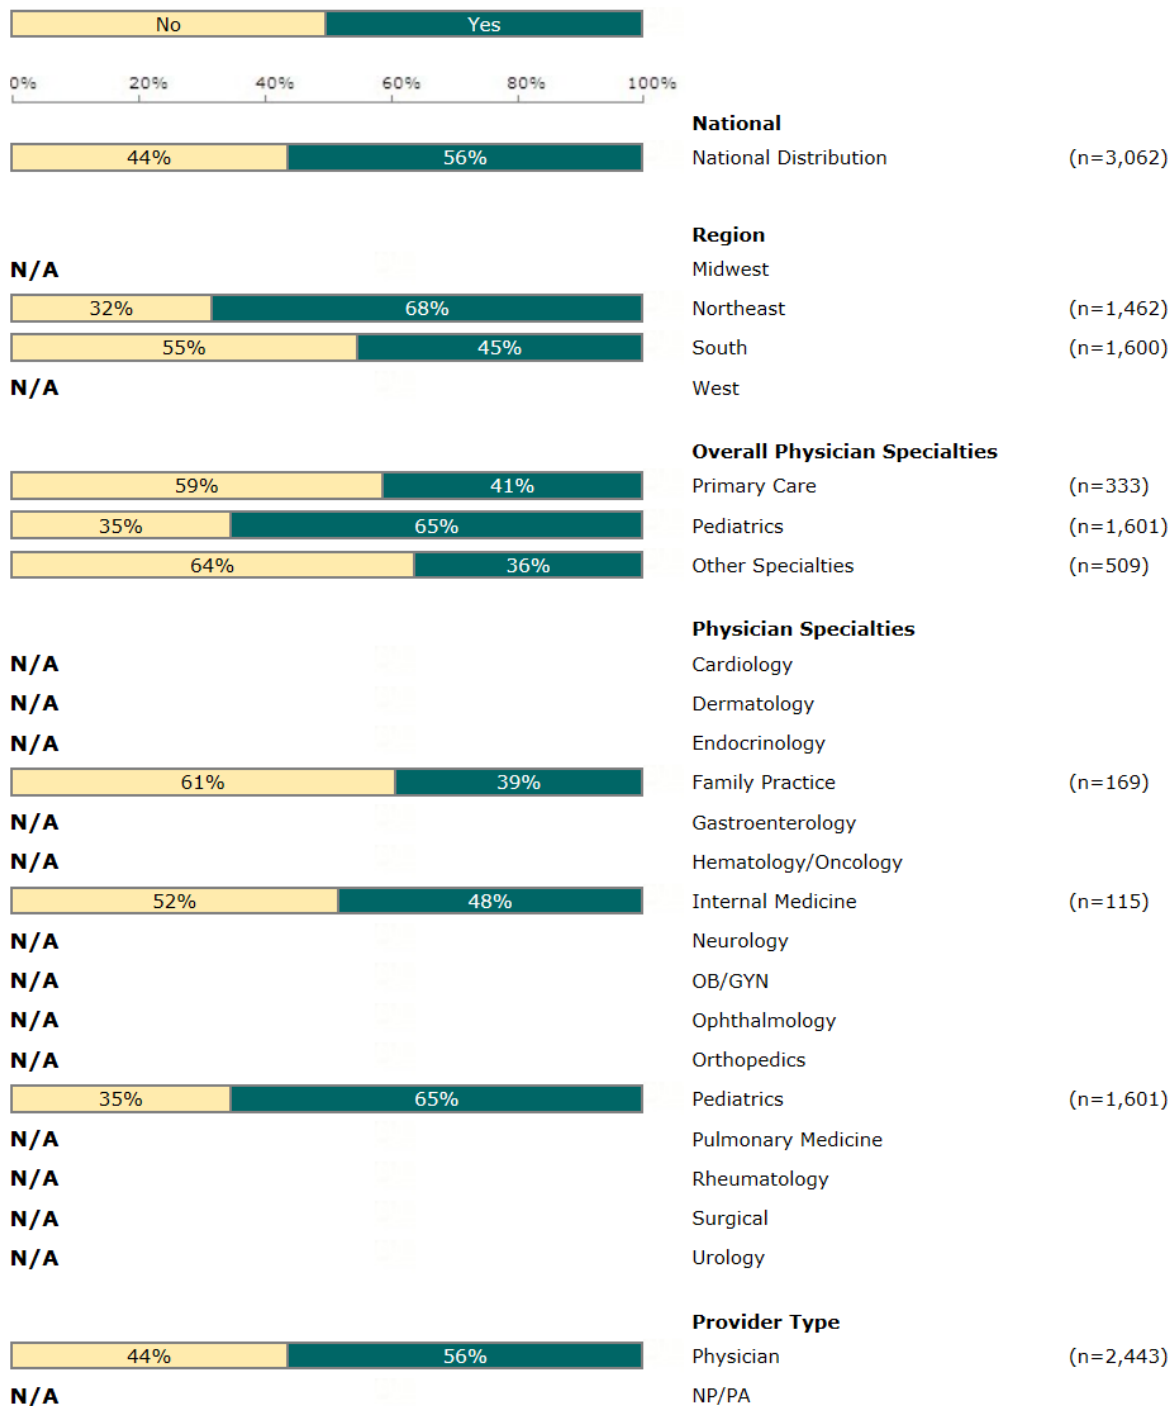 No Yes
0% 20% 40% 60% 80% 100%
National
44% 56% National Distribution (n=3,062)
Region
N/A Midwest
32% 68% Northeast (n=1,462)
55% 45% South (n=1,600)
N/A West
Overall Physician Specialties
59% 41% Primary Care (n=333)
35% 65% Pediatrics (n=1,601)
64% 36% Other Specialties (n=509)
Physician Specialties
N/A Cardiology
N/A Dermatology
N/A Endocrinology
61% 39% Family Practice (n=169)
N/A Gastroenterology
N/A Hematology/Oncology
52% 48% Internal Medicine (n=115)
N/A Neurology
N/A OB/GYN
N/A Ophthalmology
N/A Orthopedics
35% 65% Pediatrics (n=1,601)
N/A Pulmonary Medicine
N/A Rheumatology
N/A Surgical
N/A Urology
Provider Type
44% 56% Physician (n=2,443)
N/A NP/PA